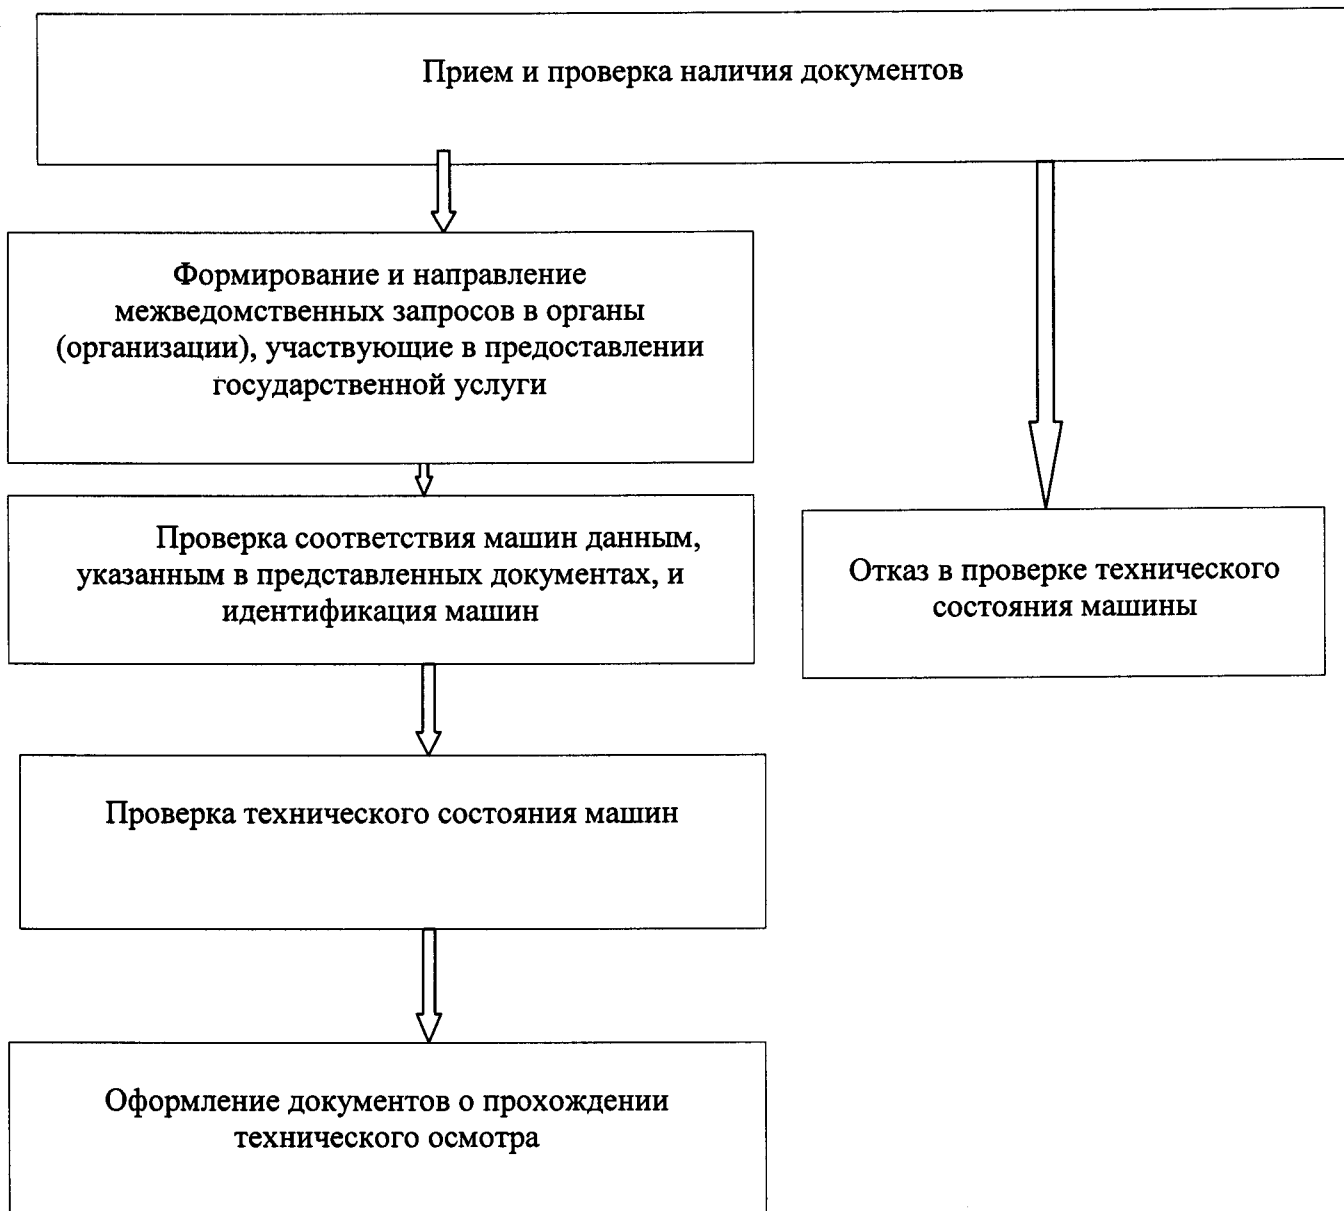 Прием и проверка наличия документов
Формирование и направление
межведомственных запросов в органы
(организации), участвующие в предоставлении
государственной услуги
Проверка соответствия машин данным,
указанным в представленных документах, и
идентификация машин
Отказ в проверке технического
состояния машины
Проверка технического состояния машин
Оформление документов о прохождении
технического осмотра